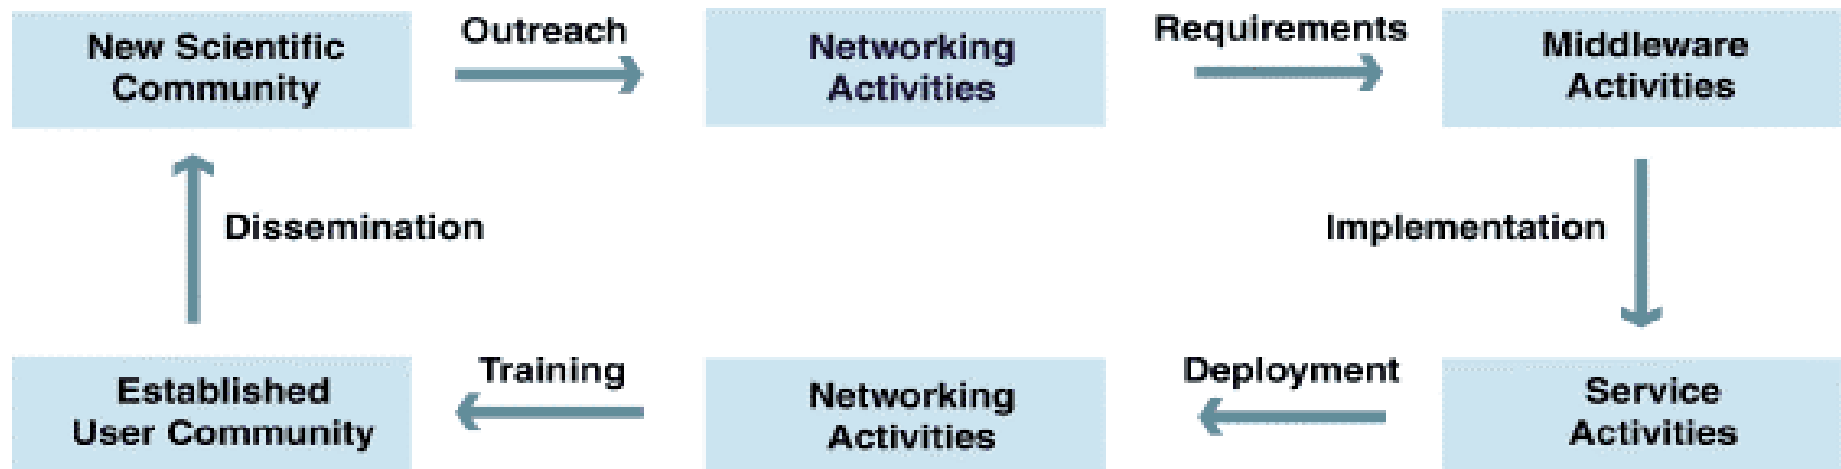 New Scientific
Community
Outreach
Networking
Activities
Requirements
Middleware
Activities
Dissemination
Implementation
Established
User Community
Training
Networking
Activities
Deployment
Service
Activities